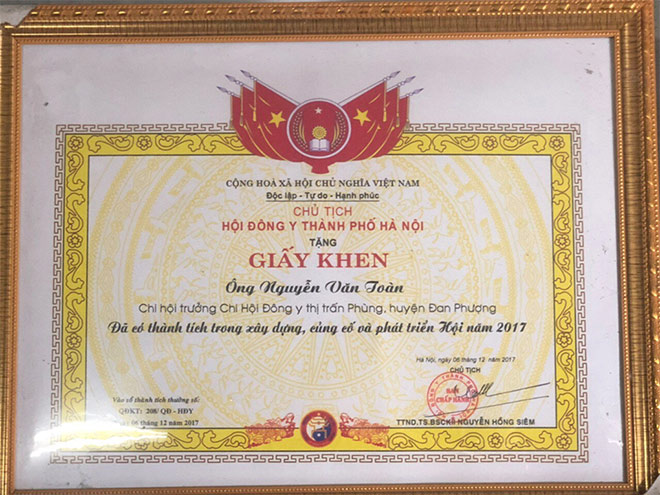 CỘNG HOÀ XÃ HỘI CHỦ NGHĨA VIỆT NAM
Độc lập - Tự do - Hạnh phúc
CHỦ TỊCH
HỘI ĐÔNG Y THÀNH PHỐ HÀ NỘI
TẶNG
GIẤY KHEN
Ông Nguyễn Văn Toàn
Chi hội trưởng Chi Hội Đông y thị trấn Phùng, huyện Đan Phượng
Đã có thành tích trong xây dựng, củng cố và phát triển Hội năm 2017
Hà Nội, ngày 06 tháng 12 năm 2017
CHỦ TỊCH
BAN
CHẤP HÀNH
TTND.TS.BSCKII NGUYỄN HỒNG SIÊM
Vào sổ thành tích thưởng số:
QĐKT: 208/ QĐ - HĐY
06 tháng 12 năm 2017